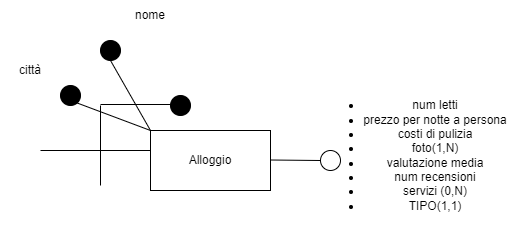 nome
città
Alloggio
num letti
prezzo per notte a persona
costi di pulizia
foto(1,N)
valutazione media
num recensioni
servizi (0,N)
TIPO(1,1)